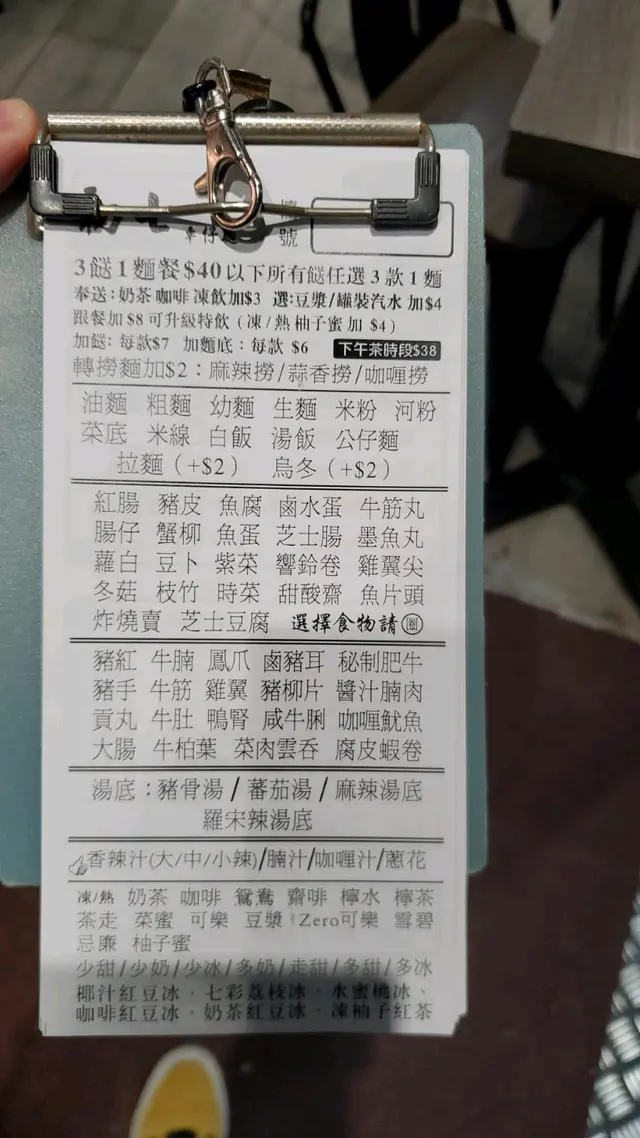 車仔麵
檯號
3餸1麵餐$40以下所有餸任選3款1麵
奉送:奶茶 咖啡 凍飲加$3 選:豆漿/罐裝汽水 加$4
跟餐加$8可升級特飲 (凍/熱柚子蜜 加 $4)
加餸: 每款$7 加麵底: 每款 $6 下午茶時段$38
轉撈麵加$2: 麻辣撈/蒜香撈/咖喱撈
油麵 粗麵 幼麵 生麵 米粉 河粉
菜底 米線 白飯 湯飯 公仔麵
拉麵 (+$2) 烏冬 (+$2)
紅腸 豬皮 魚腐 鹵水蛋 牛筋丸
腸仔 蟹柳 魚蛋 芝士腸 墨魚丸
蘿白 豆卜 紫菜 響鈴卷 雞翼尖
冬菇 枝竹 時菜 甜酸齋 魚片頭
炸燒賣 芝士豆腐 選擇食物請圈
豬紅 牛腩 鳳爪 鹵豬耳 秘制肥牛
豬手 牛筋 雞翼 豬柳片 醬汁腩肉
貢丸 牛肚 鴨腎 咸牛脷 咖喱魷魚
大腸 牛柏葉 菜肉雲吞 腐皮蝦卷
湯底:豬骨湯/蕃茄湯/麻辣湯底
羅宋辣湯底
香辣汁(大/中/小辣)/腩汁/咖喱汁/蔥花
凍/熱 奶茶 咖啡 鴛鴦 齋啡 檸水 檸茶
茶走 菜蜜 可樂 豆漿 Zero可樂 雪碧
忌廉 柚子蜜
少甜/少奶/少冰/多奶/走甜/多甜/多冰
椰汁紅豆冰、七彩荔枝冰、水蜜桃冰、
咖啡紅豆冰、奶茶紅豆冰、凍柚子紅茶